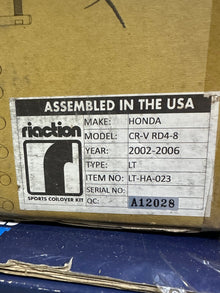 ASSEMBLED IN THE USA
riaction
SPORTS COILOVER KIT
MAKE: HONDA
MODEL: CR-V RD4-8
YEAR: 2002-2006
TYPE: LT
ITEM NO: LT-HA-023
SERIAL NO:
QC: A12028